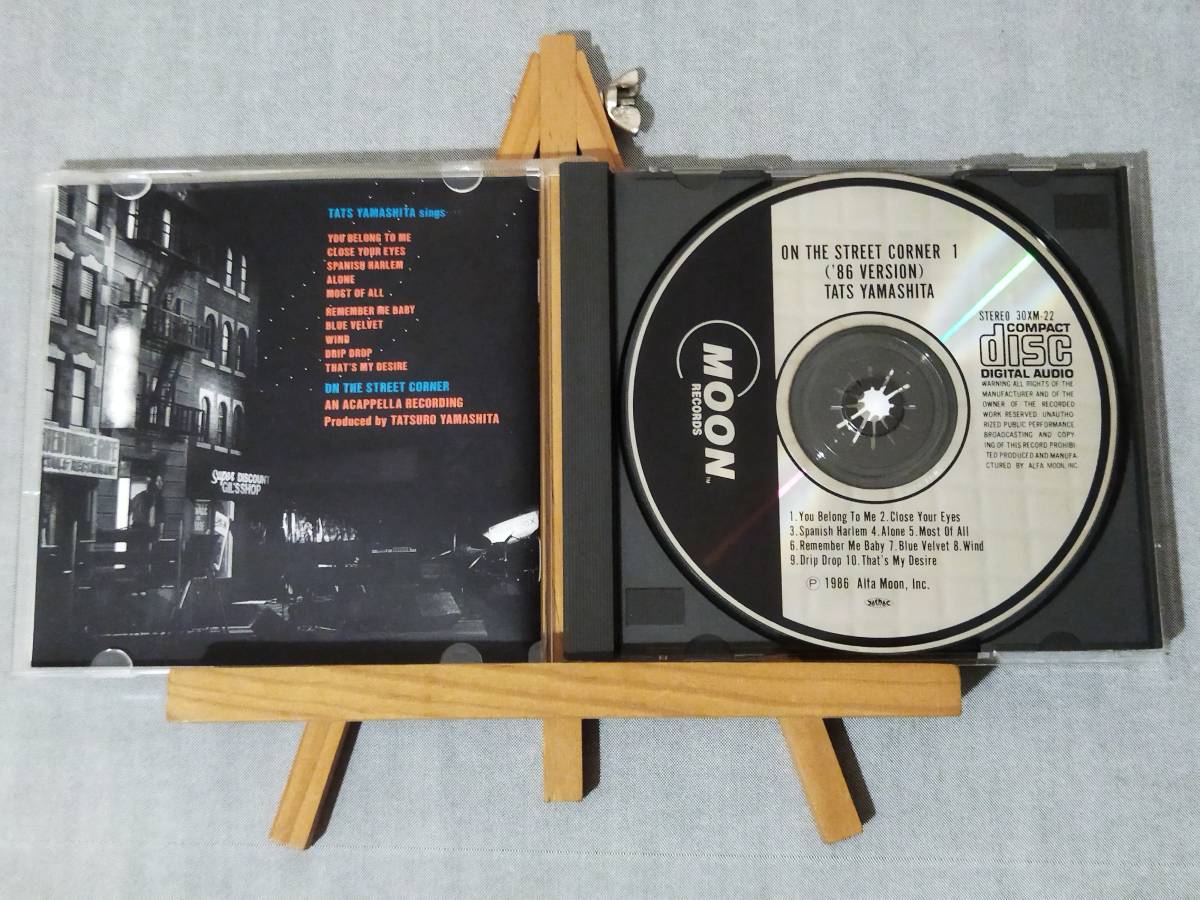 TATS YAMASHITA sings
YOU BELONG TO ME
CLOSE YOUR EYES
SPANISH HARLEM
ALONE
MOST OF ALL
REMEMBER ME BABY
BLUE VELVET
WIND
DRIP DROP
THAT'S MY DESIRE
ON THE STREET CORNER
AN ACAPPELLA RECORDING
Produced by TATSURO YAMASHITA
Super DISCOUNT
GIL'S SHOP
ON THE STREET CORNER 1
('86 VERSION)
TATS YAMASHITA
MOON
RECORDS
TM
STEREO 30XM-22
COMPACT
disc
DIGITAL AUDIO
WARNING: ALL RIGHTS OF THE
MANUFACTURER AND OF THE
OWNER OF THE RECORDED
WORK RESERVED. UNAUTHO-
RIZED PUBLIC PERFORMANCE
BROADCASTING AND COPY-
ING OF THIS RECORD PROHIBI-
TED PRODUCED AND MANUFA-
CTURED BY ALFA MOON, INC.
1.You Belong To Me 2.Close Your Eyes
3.Spanish Harlem 4.Alone 5.Most Of All
6.Remember Me Baby 7.Blue Velvet 8.Wind
9.Drip Drop 10.That's My Desire
Ⓟ 1986 Alfa Moon, Inc.
JASRAC